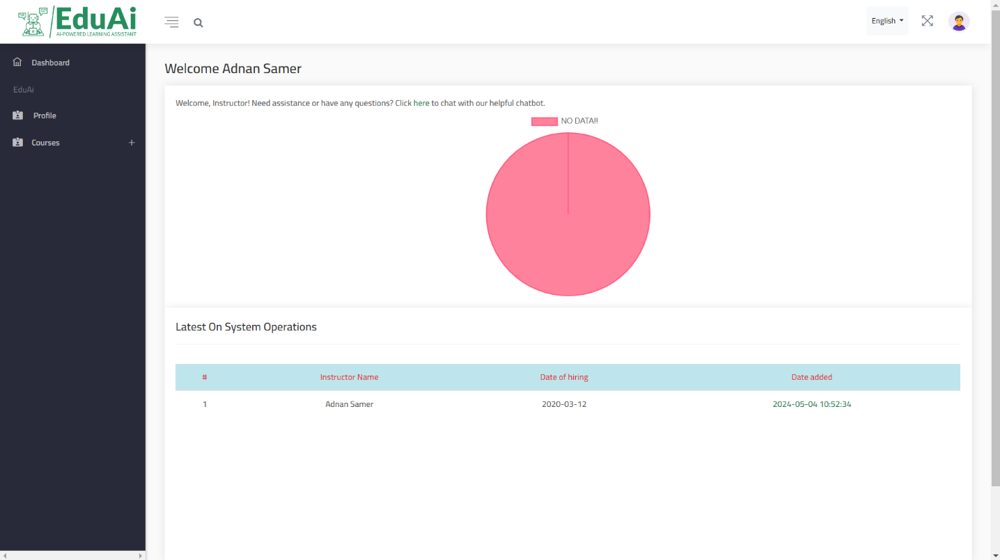 EduAi
AI-POWERED LEARNING ASSISTANT
English
Dashboard
EduAi
Profile
Courses +
Welcome Adnan Samer
Welcome, Instructor! Need assistance or have any questions? Click here to chat with our helpful chatbot.
NO DATA!!
Latest On System Operations
# Instructor Name Date of hiring Date added
1 Adnan Samer 2020-03-12 2024-05-04 10:52:34